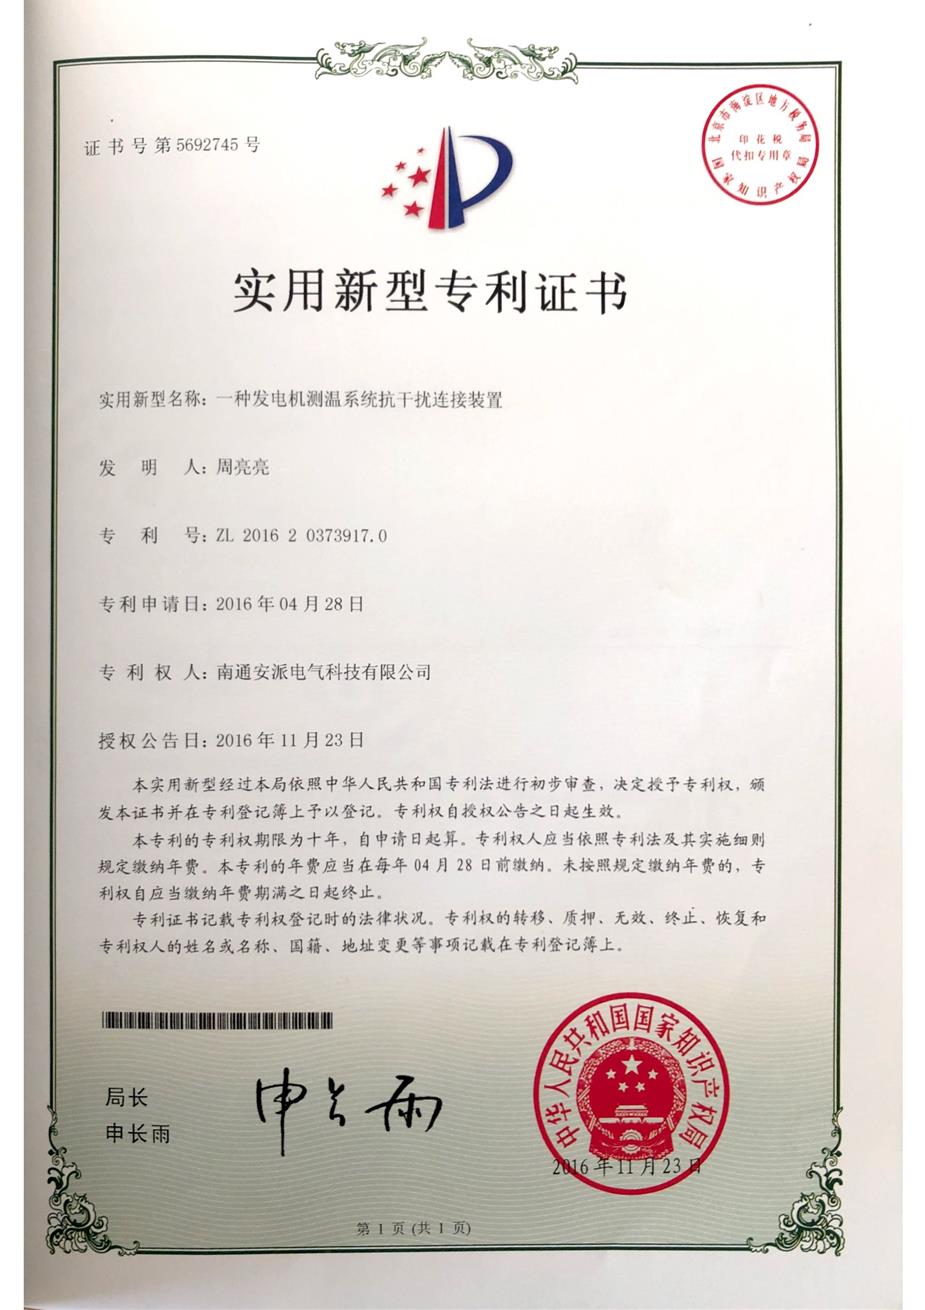 证书号第5692745号
北京市海淀区地方税务局
印花税
代扣专用章
国家知识产权局
实用新型专利证书
实用新型名称：一种发电机测温系统抗干扰连接装置
发明人：周亮亮
专利号：ZL 2016 2 0373917.0
专利申请日：2016年04月28日
专利权人：南通安派电气科技有限公司
授权公告日：2016年11月23日
本实用新型经过本局依照中华人民共和国专利法进行初步审查，决定授予专利权，颁
发本证书并在专利登记簿上予以登记。专利权自授权公告之日起生效。
本专利的专利权期限为十年，自申请日起算。专利权人应当依照专利法及其实施细则
规定缴纳年费。本专利的年费应当在每年04月28日前缴纳。未按照规定缴纳年费的，专
利权自应当缴纳年费期满之日起终止。
专利证书记载专利权登记时的法律状况。专利权的转移、质押、无效、终止、恢复和
专利权人的姓名或名称、国籍、地址变更等事项记载在专利登记簿上。
局长
申长雨
申长雨
中华人民共和国国家知识产权局
2016年11月23日
第1页(共1页)